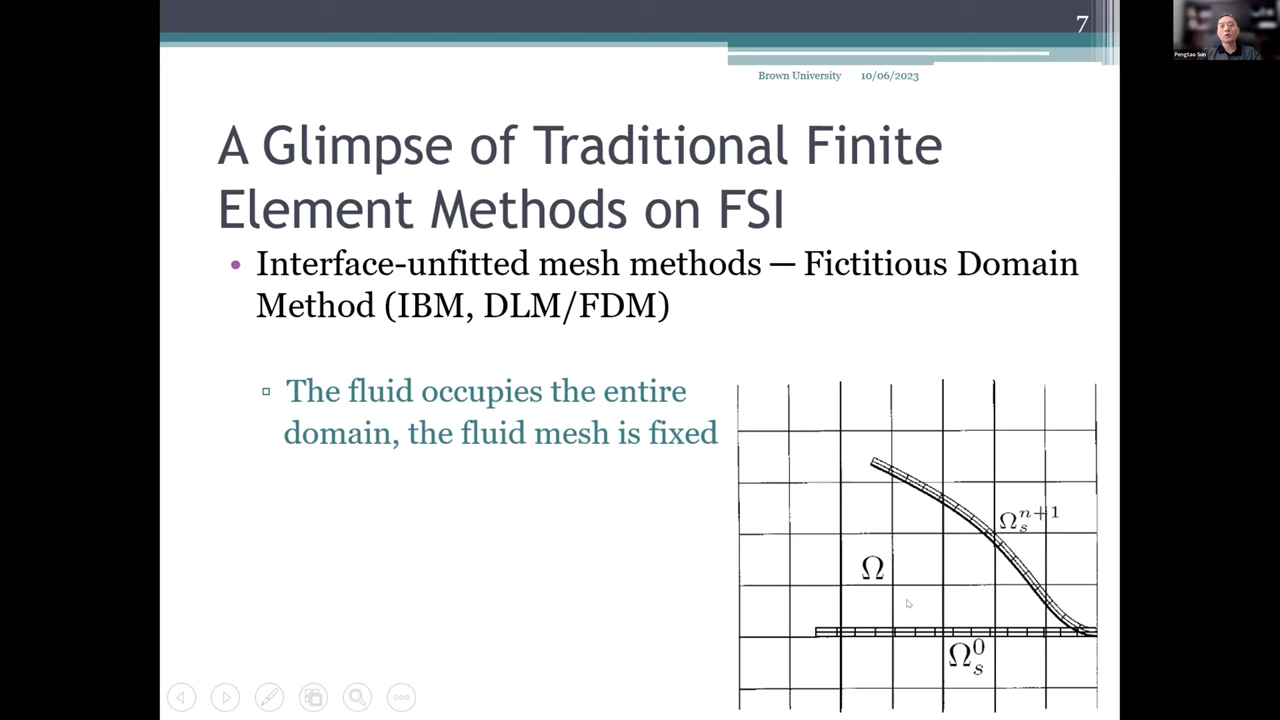 7
Pengtao Sun
Brown University 10/06/2023
A Glimpse of Traditional Finite
Element Methods on FSI
• Interface-unfitted mesh methods — Fictitious Domain
Method (IBM, DLM/FDM)
▫ The fluid occupies the entire
domain, the fluid mesh is fixed
Ω_s^{n+1}
Ω
Ω_s^0